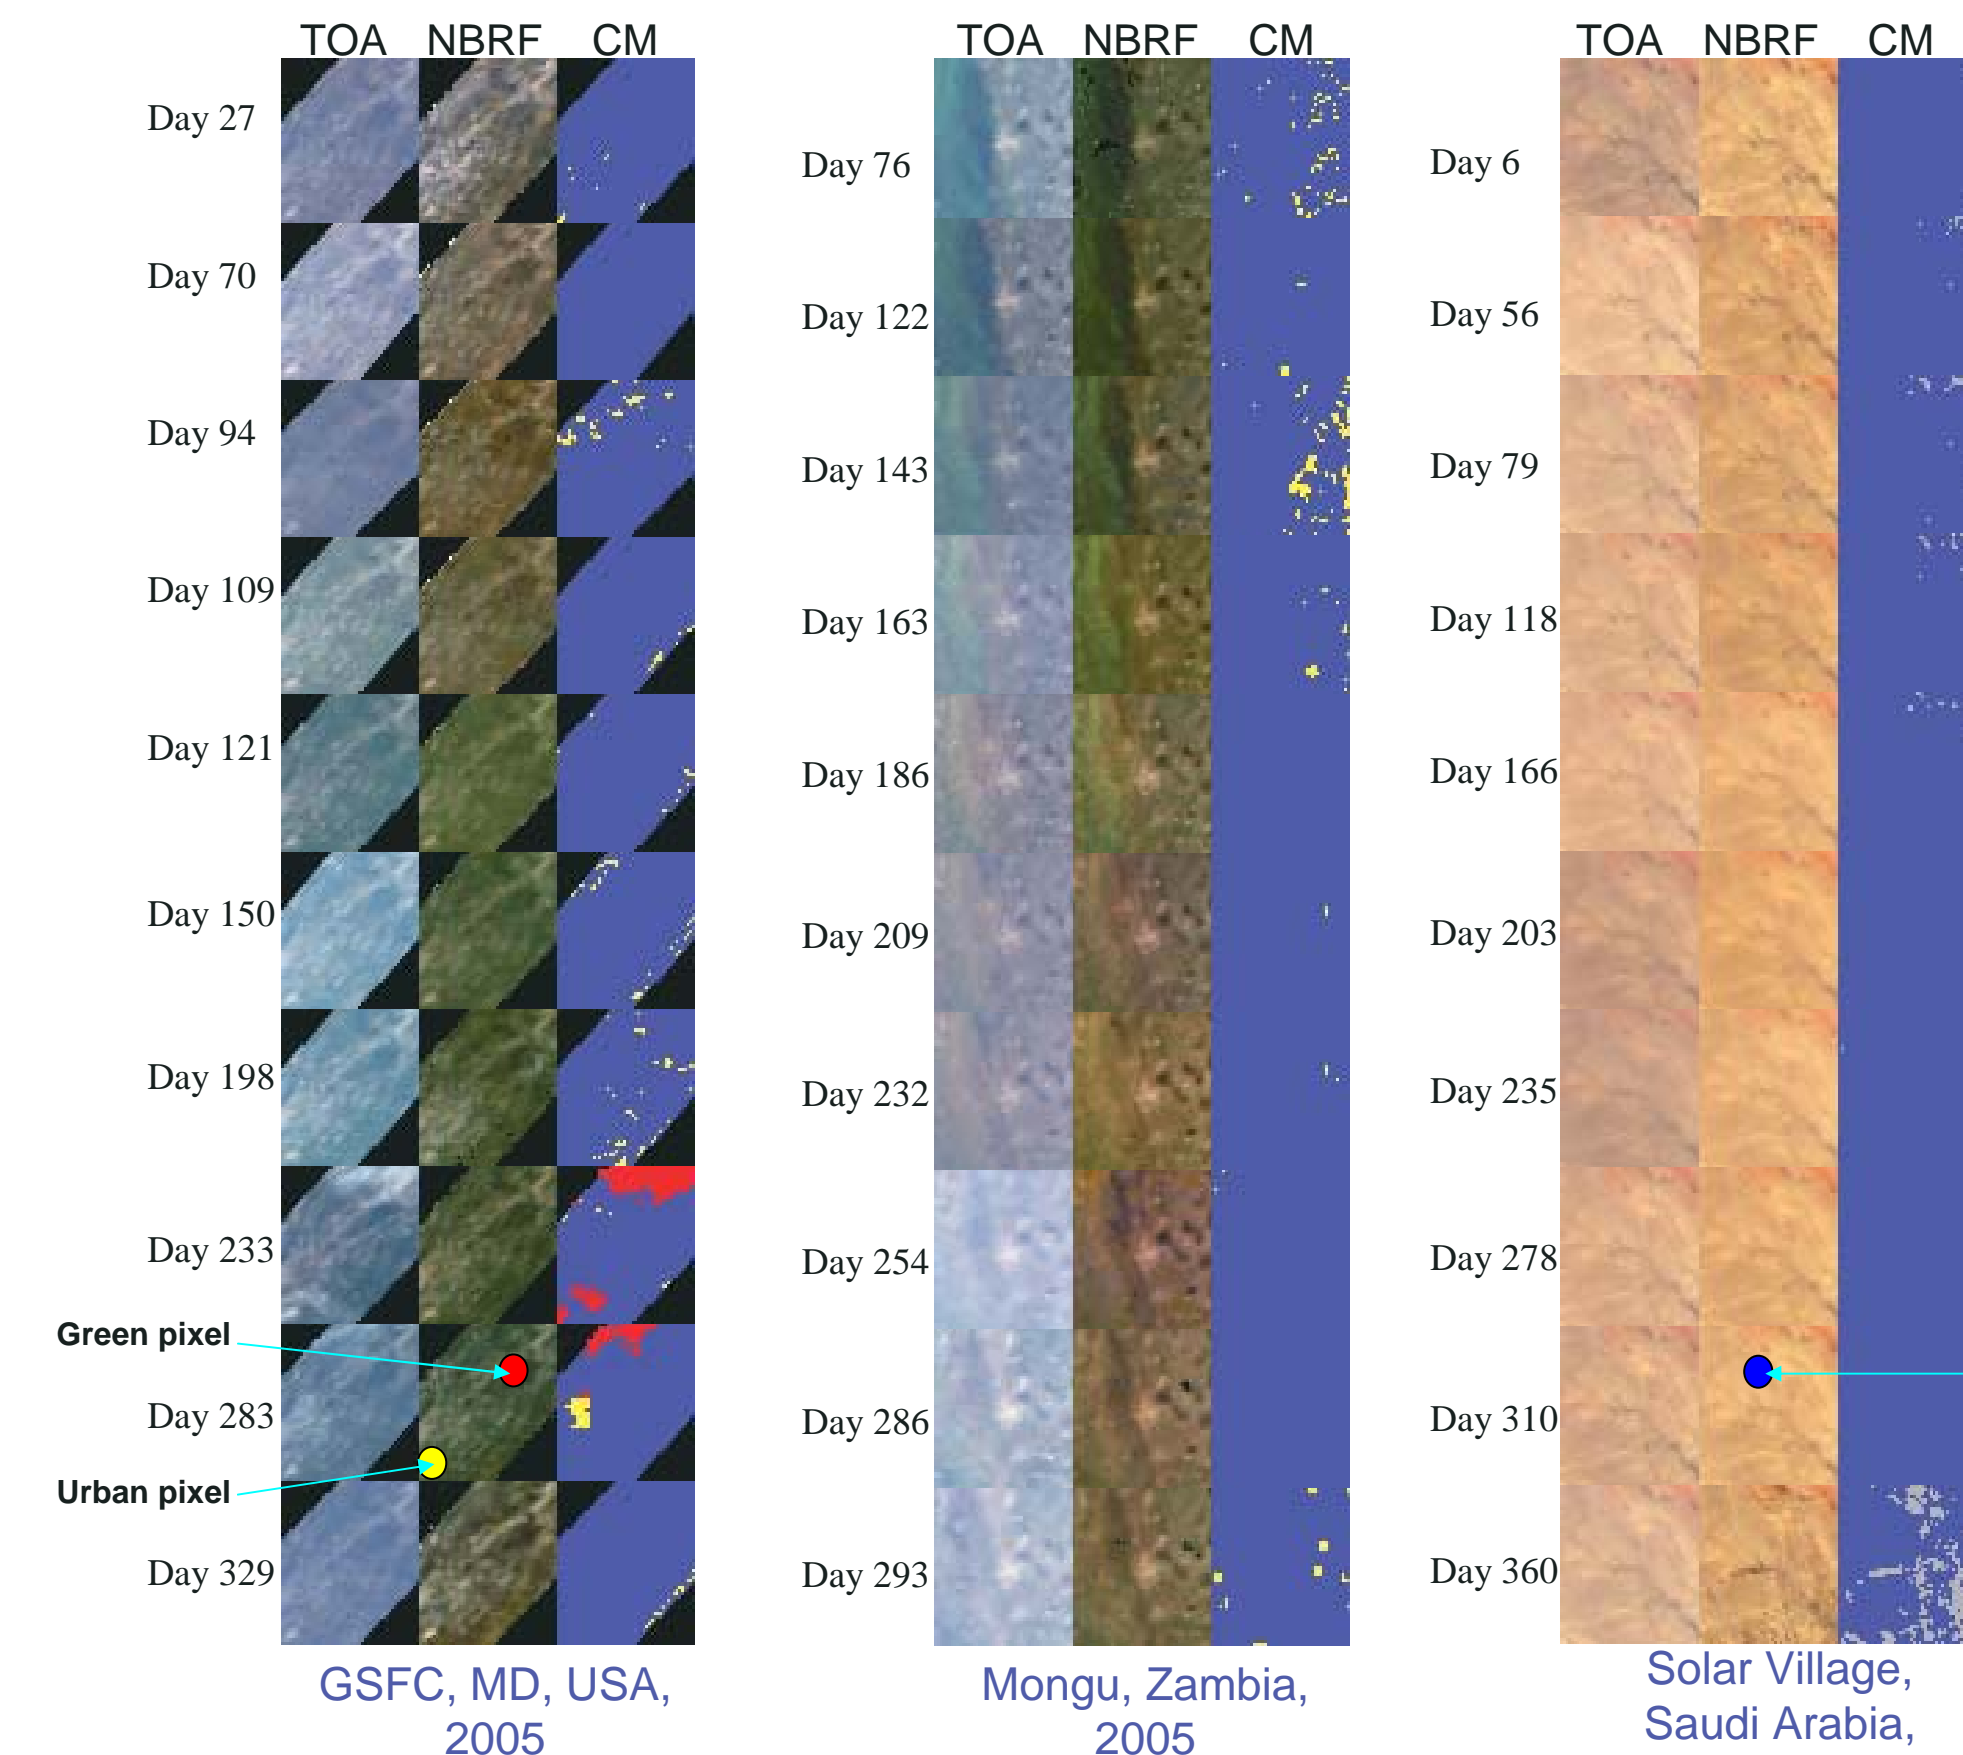 TOA NBRF CM
Day 27
Day 70
Day 94
Day 109
Day 121
Day 150
Day 198
Day 233
Green pixel
Day 283
Urban pixel
Day 329
GSFC, MD, USA,
2005
TOA NBRF CM
Day 76
Day 122
Day 143
Day 163
Day 186
Day 209
Day 232
Day 254
Day 286
Day 293
Mongu, Zambia,
2005
TOA NBRF CM
Day 6
Day 56
Day 79
Day 118
Day 166
Day 203
Day 235
Day 278
Day 310
Day 360
Solar Village,
Saudi Arabia,